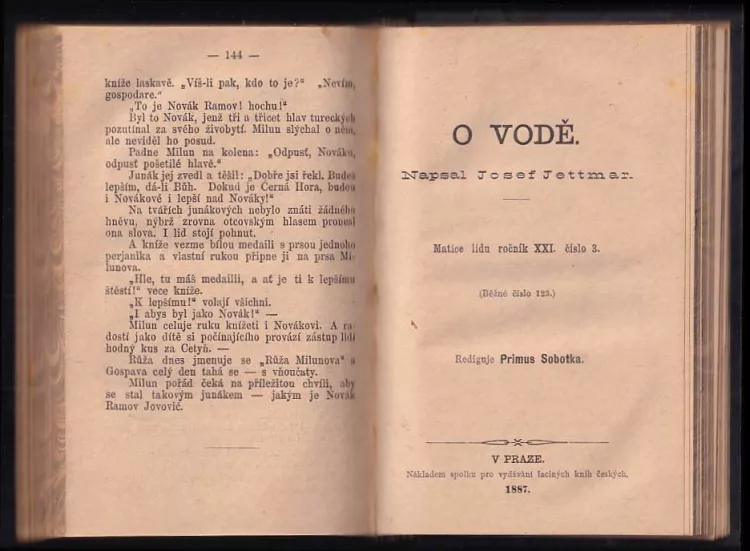 — 144 —
kníže laskavě. „Víš-li pak, kdo to je?“ „Nevím,
gospodare.“
„To je Novák Ramov! hochu!“
Byl to Novák, jenž tři a třicet hlav tureckých
pozutínal za svého živobytí. Milun slýchal o něm,
ale neviděl ho posud.
Padne Milun na kolena: „Odpusť, Nováku,
odpusť pošetilé hlavě.“
Junák jej zvedl a těšil: „Dobře jsi řekl. Budeš
lepším, dá-li Bůh. Dokud je Černá Hora, budou
i Novákové i lepší nad Nováky!“
Na tvářích junákových nebylo znáti žádného
hněvu, nýbrž zrovna otcovským hlasem pronesl
ona slova. I lid stojí pohnut.
A kníže vezme bílou medaili s prsou jednoho
perjanika a vlastní rukou připne ji na prsa Mi-
lunova.
„Hle, tu máš medailli, a ať je ti k lepšímu
štěstí!“ vece kníže.
„K lepšímu!“ volají všichni.
„I abys byl jako Novák!“ —
Milun celuje ruku knížeti i Novákovi. A ra-
dostí jako dítě si počínajícího provází zástup lidí
hodný kus za Cetyň. —
Růža dnes jmenuje se „Růža Milunova“ a
Gospava celý den tahá se — s vňoučaty.
Milun pořád čeká na příležitou chvíli, aby
se stal takovým junákem — jakým je Novák
Ramov Jovović.
O VODĚ.
Napsal Josef Jettmar.
Matice lidu ročník XXI. číslo 3.
(Běžné číslo 123.)
Rediguje Primus Sobotka.
V PRAZE.
Nákladem spolku pro vydávání laciných knih českých.
1887.